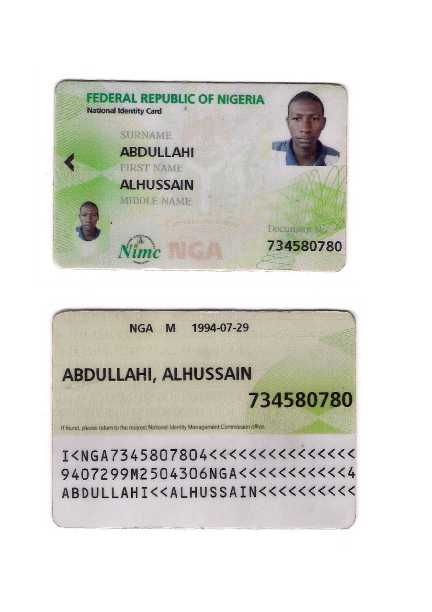 FEDERAL REPUBLIC OF NIGERIA
National Identity Card
SURNAME
ABDULLAHI
FIRST NAME
ALHUSSAIN
MIDDLE NAME
Document No.
734580780
Nimc NGA
NGA M 1994-07-29
ABDULLAHI, ALHUSSAIN
734580780
If found, please return to the nearest National Identity Management Commission office.
I<NGA7345807804<<<<<<<<<<<<<<<
9407299M2504306NGA<<<<<<<<<<<4
ABDULLAHI<<ALHUSSAIN<<<<<<<<<<